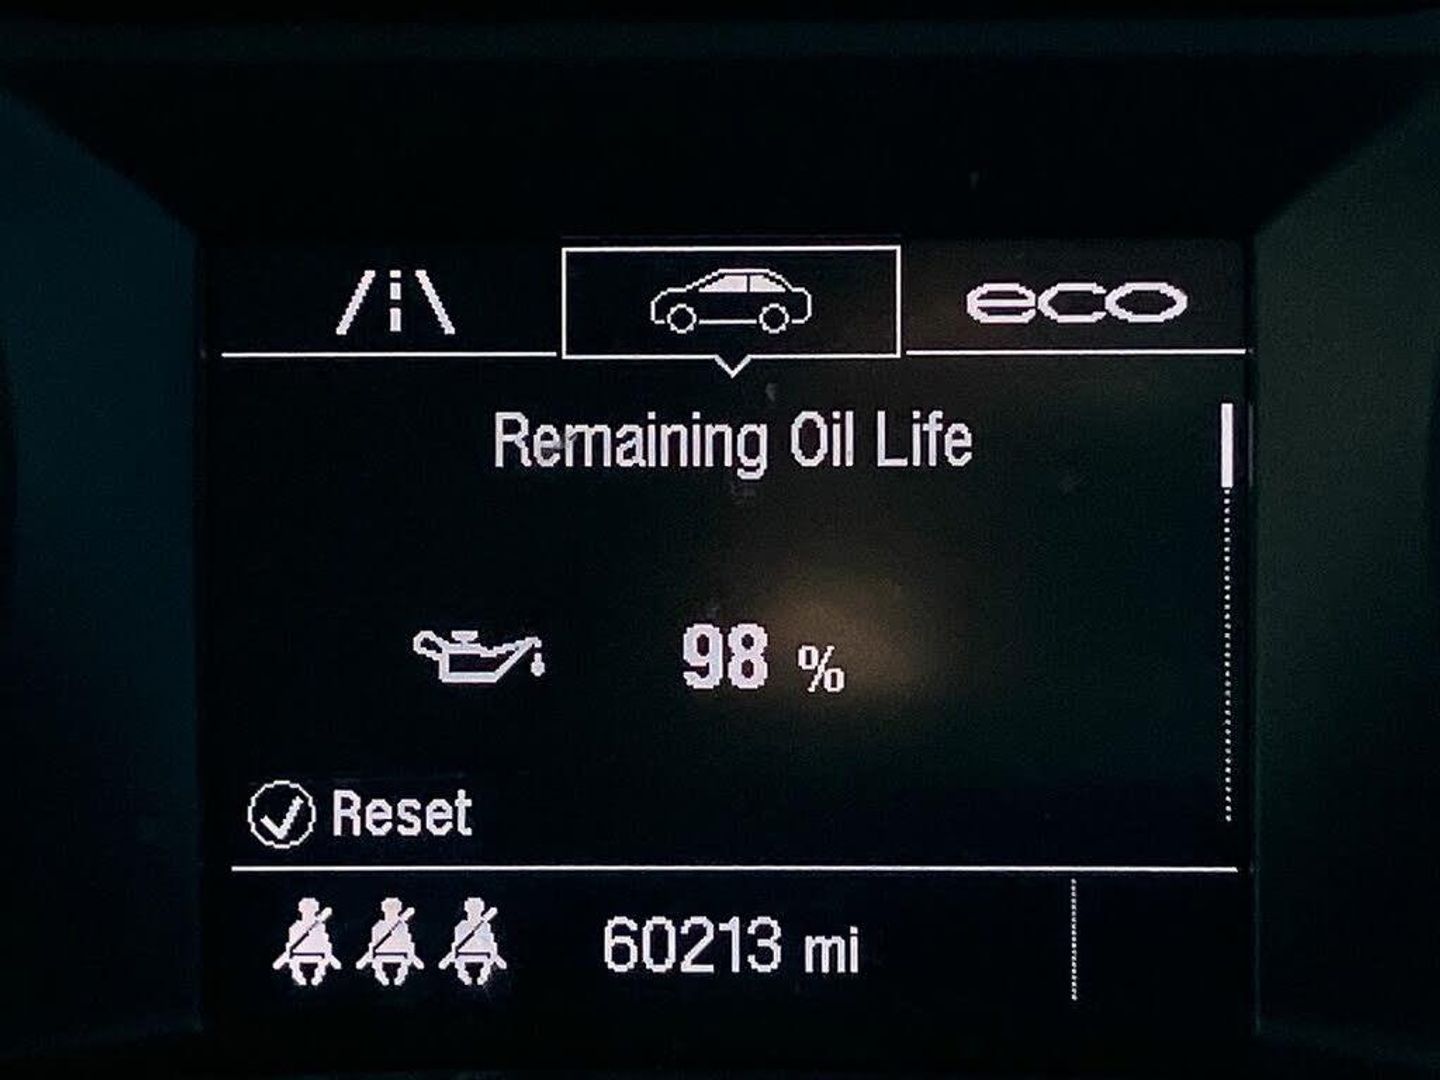 eco
Remaining Oil Life
98 %
Reset
60213 mi